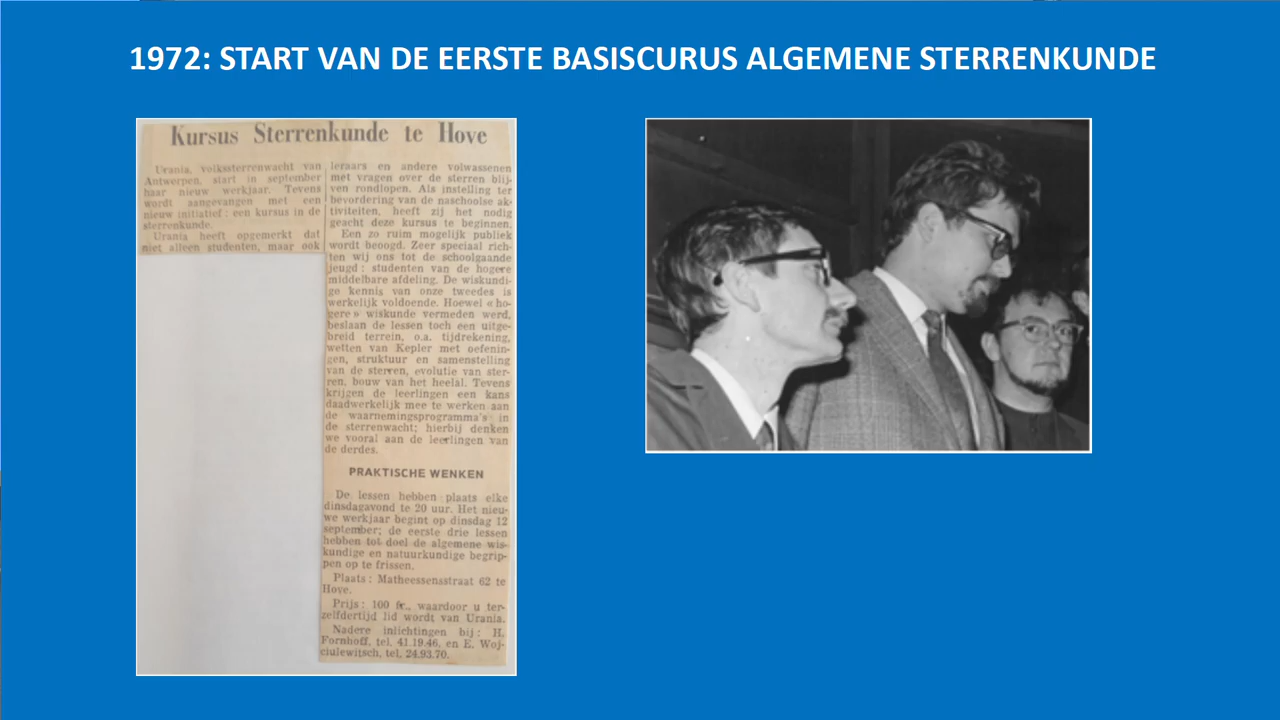 1972: START VAN DE EERSTE BASISCURUS ALGEMENE STERRENKUNDE
Kursus Sterrenkunde te Hove
Urania, volkssterrenwacht van
Antwerpen, start in september
haar nieuw werkjaar. Tevens
wordt aangevangen met een
nieuw initiatief : een kursus in de
sterrenkunde.
Urania heeft opgemerkt dat
niet alleen studenten, maar ook
leraars en andere volwassenen
met vragen over de sterren blij-
ven rondlopen. Als instelling ter
bevordering van de naschoolse ak-
tiviteiten, heeft zij het nodig
geacht deze kursus te beginnen.
Een zo ruim mogelijk publiek
wordt beoogd. Zeer speciaal rich-
ten wij ons tot de schoolgaande
jeugd : studenten van de hogere
middelbare afdeling. De wiskundi-
ge kennis van onze tweedes is
werkelijk voldoende. Hoewel « ho-
gere » wiskunde vermeden werd,
beslaan de lessen toch een uitge-
breid terrein, o.a. tijdrekening,
wetten van Kepler met oefenin-
gen, struktuur en samenstelling
van de sterren, evolutie van ster-
ren, bouw van het heelal. Tevens
krijgen de leerlingen een kans
daadwerkelijk mee te werken aan
de waarnemingsprogramma's in
de sterrenwacht; hierbij denken
we vooral aan de leerlingen van
de derdes.
PRAKTISCHE WENKEN
De lessen hebben plaats elke
dinsdagavond te 20 uur. Het nieu-
we werkjaar begint op dinsdag 12
september; de eerste drie lessen
hebben tot doel de algemene wis-
kundige en natuurkundige begrip-
pen op te frissen.
Plaats : Matheessensstraat 62 te
Hove.
Prijs : 100 fr., waardoor u ter-
zelfdertijd lid wordt van Urania.
Nadere inlichtingen bij : H.
Fornhoff, tel. 41.19.46, en E. Woj-
ciulewitsch, tel. 24.93.70.